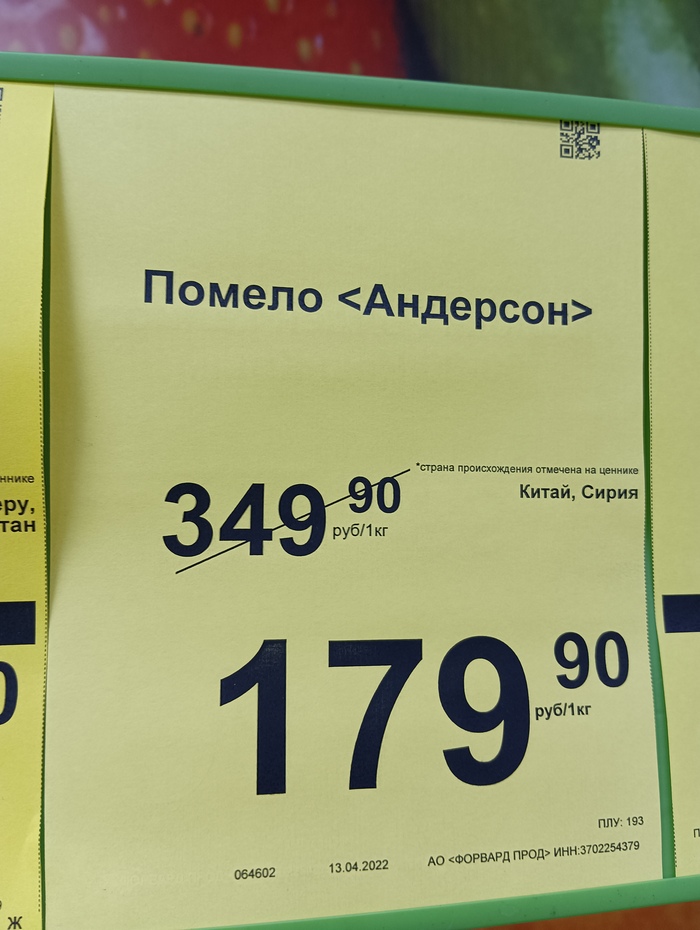 Помело <Андерсон>
*страна происхождения отмечена на ценнике
Китай, Сирия
349 90
руб/1кг
179 90
руб/1кг
ПЛУ: 193
064602 13.04.2022 АО <ФОРВАРД ПРОД> ИНН:3702254379